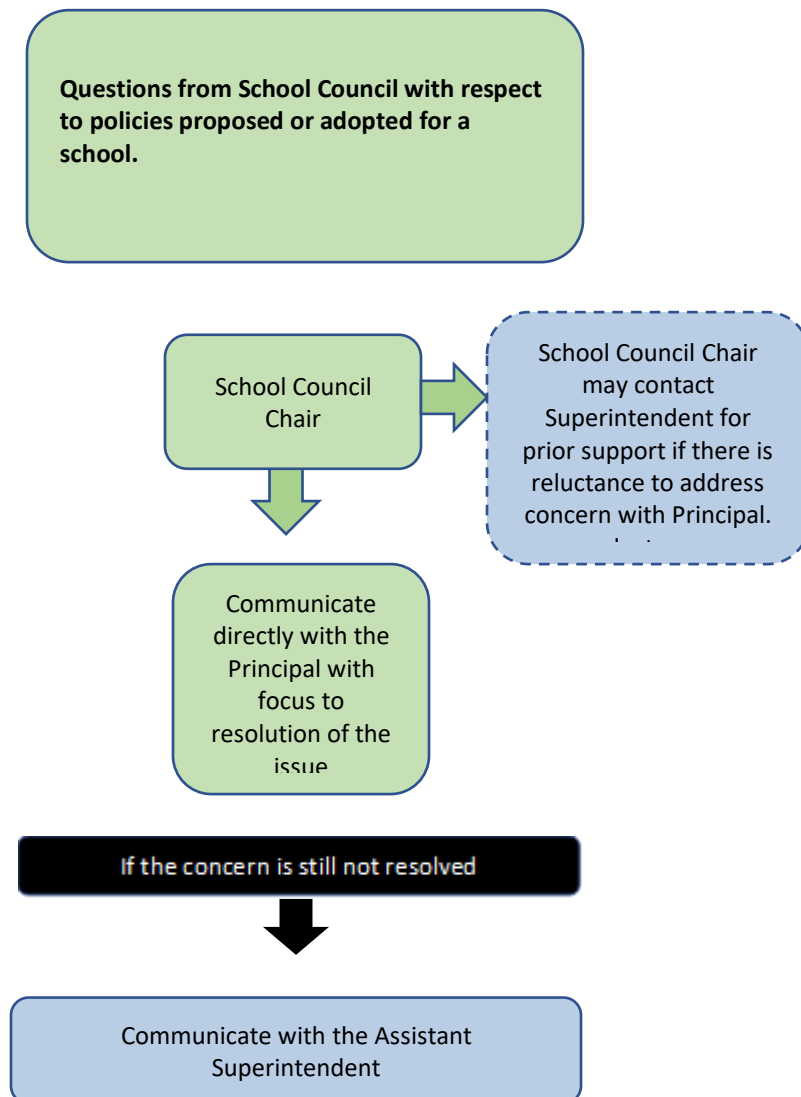 Questions from School Council with respect
to policies proposed or adopted for a
school.
School Council
Chair
School Council Chair
may contact
Superintendent for
prior support if there is
reluctance to address
concern with Principal.
Communicate
directly with the
Principal with
focus to
resolution of the
issue
If the concern is still not resolved
Communicate with the Assistant
Superintendent